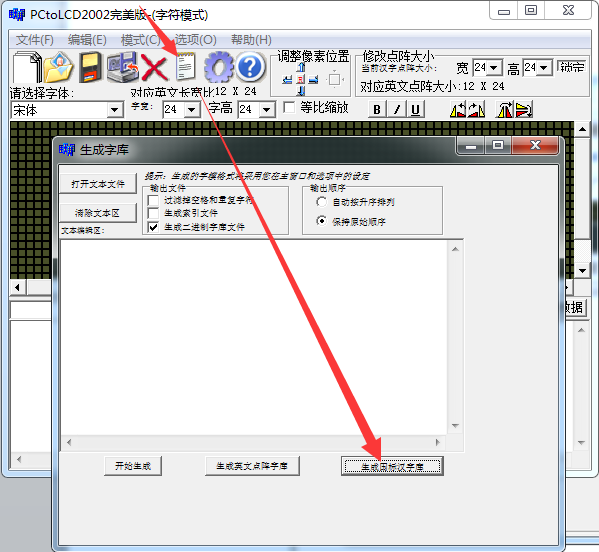 PCtoLCD2002完美版-(字符模式)
文件(F) 编辑(E) 模式(C) 选项(O) 帮助(H)
调整像素位置
修改点阵大小
当前汉字点阵大小: 宽 24 高 24 锁定
请选择字体: 对应英文长宽比12 X 24
对应英文点阵大小:12 X 24
宋体 字宽: 24 字高 24 等比缩放 B I U
生成字库
打开文本文件
提示: 生成的字模格式将采用您在主窗口和选项中的设定
输出文件
输出顺序
过滤掉空格和重复字符
自动按升序排列
清除文本区
生成索引文件
保持原始顺序
生成二进制字库文件
文本编辑区:
数据
开始生成 生成英文点阵字库 生成国标汉字库